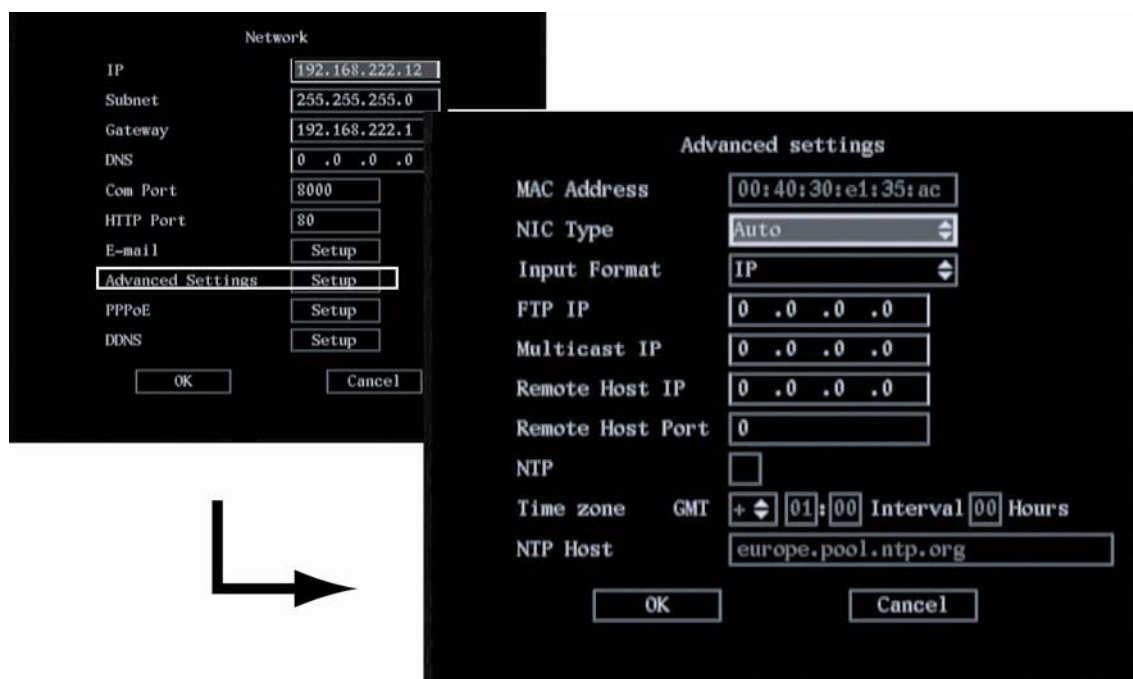 Network
IP 192.168.222.12
Subnet 255.255.255.0
Gateway 192.168.222.1
DNS 0 .0 .0 .0
Com Port 8000
HTTP Port 80
E-mail Setup
Advanced Settings Setup
PPPoE Setup
DDNS Setup
OK Cancel
Advanced settings
MAC Address 00:40:30:e1:35:ac
NIC Type Auto
Input Format IP
FTP IP 0 .0 .0 .0
Multicast IP 0 .0 .0 .0
Remote Host IP 0 .0 .0 .0
Remote Host Port 0
NTP
Time zone GMT + 01:00 Interval 00 Hours
NTP Host europe.pool.ntp.org
OK Cancel